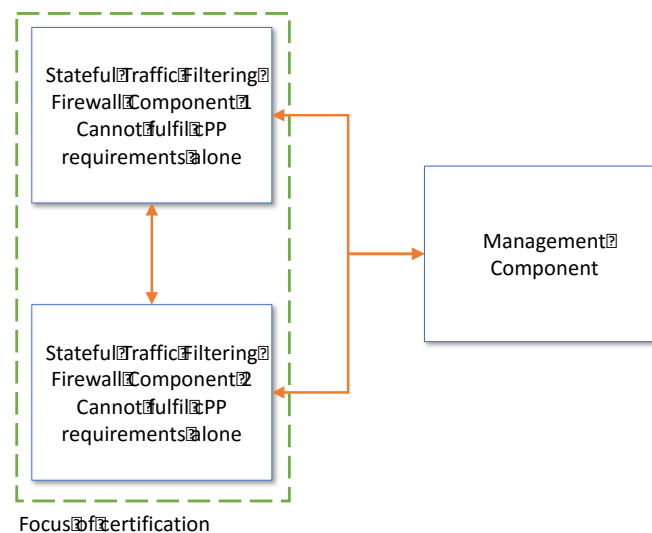 Stateful⍰Traffic⍰Filtering⍰
Firewall⍰Component⍰1
Cannot⍰fulfil⍰cPP
requirements⍰alone
Management⍰
Component
Stateful⍰Traffic⍰Filtering⍰
Firewall⍰Component⍰2
Cannot⍰fulfil⍰cPP
requirements⍰alone
Focus⍰of⍰certification